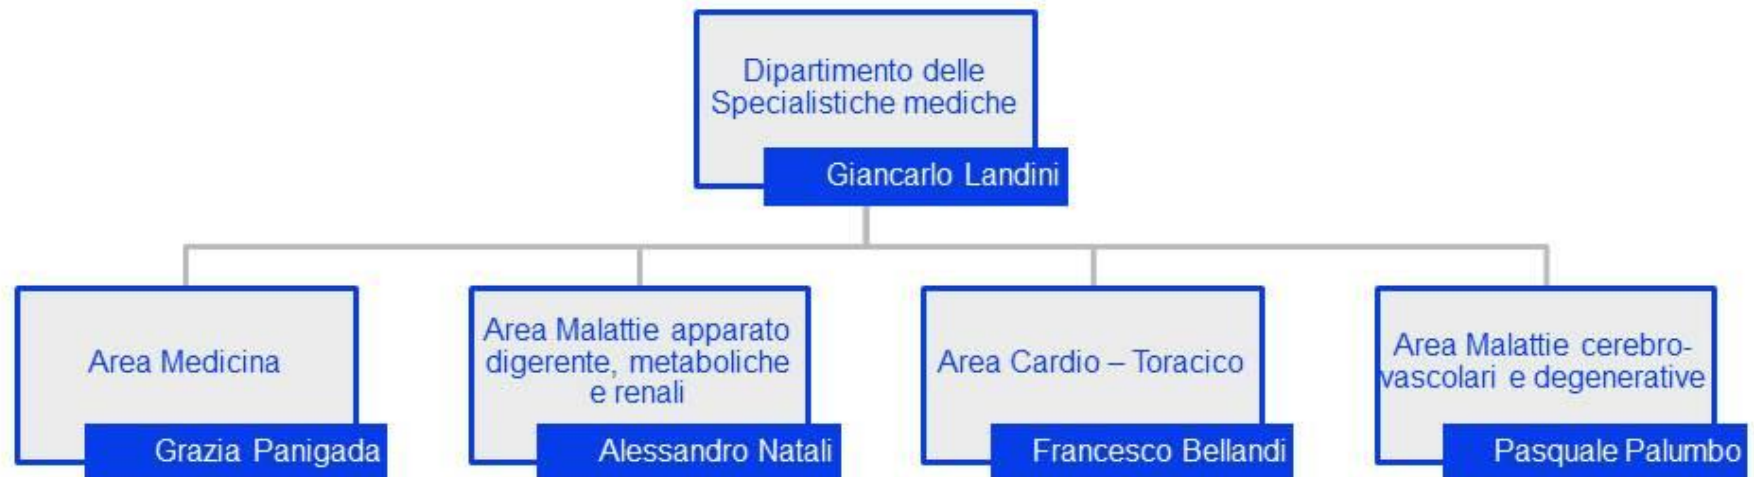 Dipartimento delle
Specialistiche mediche
Giancarlo Landini
Area Medicina
Grazia Panigada
Area Malattie apparato
digerente, metaboliche
e renali
Alessandro Natali
Area Cardio – Toracico
Francesco Bellandi
Area Malattie cerebro-
vascolari e degenerative
Pasquale Palumbo